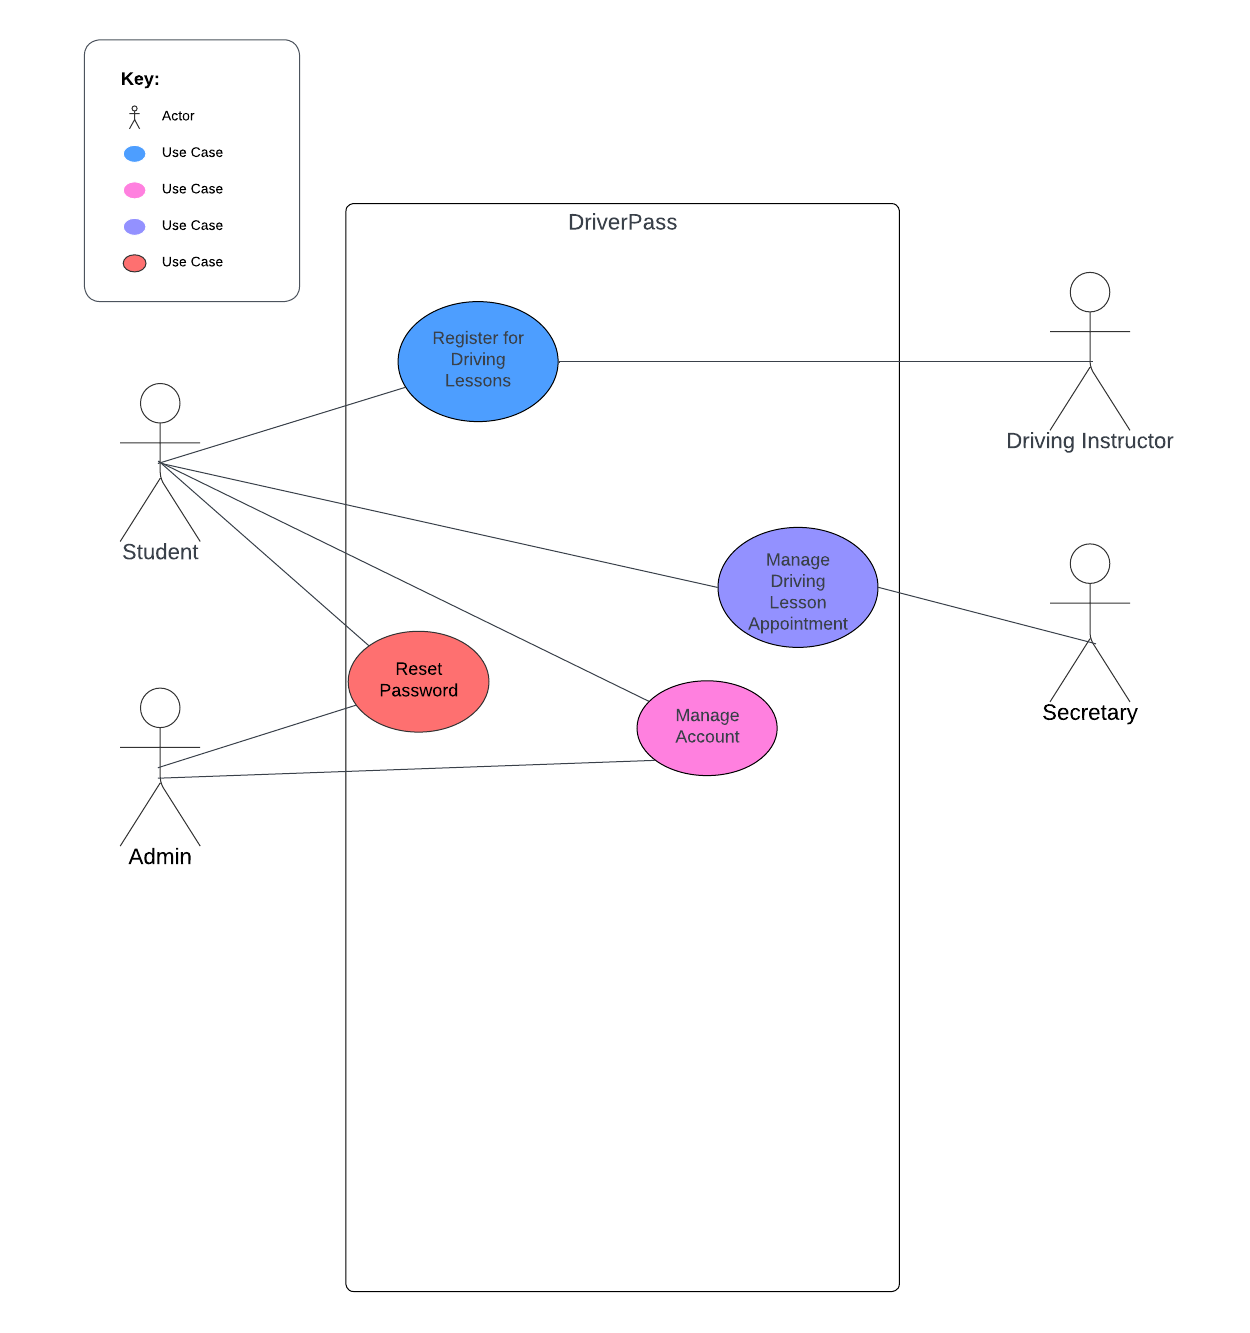 Key:
Actor
Use Case
Use Case
Use Case
Use Case
DriverPass
Register for
Driving
Lessons
Driving Instructor
Student
Manage
Driving
Lesson
Appointment
Reset
Password
Manage
Account
Secretary
Admin